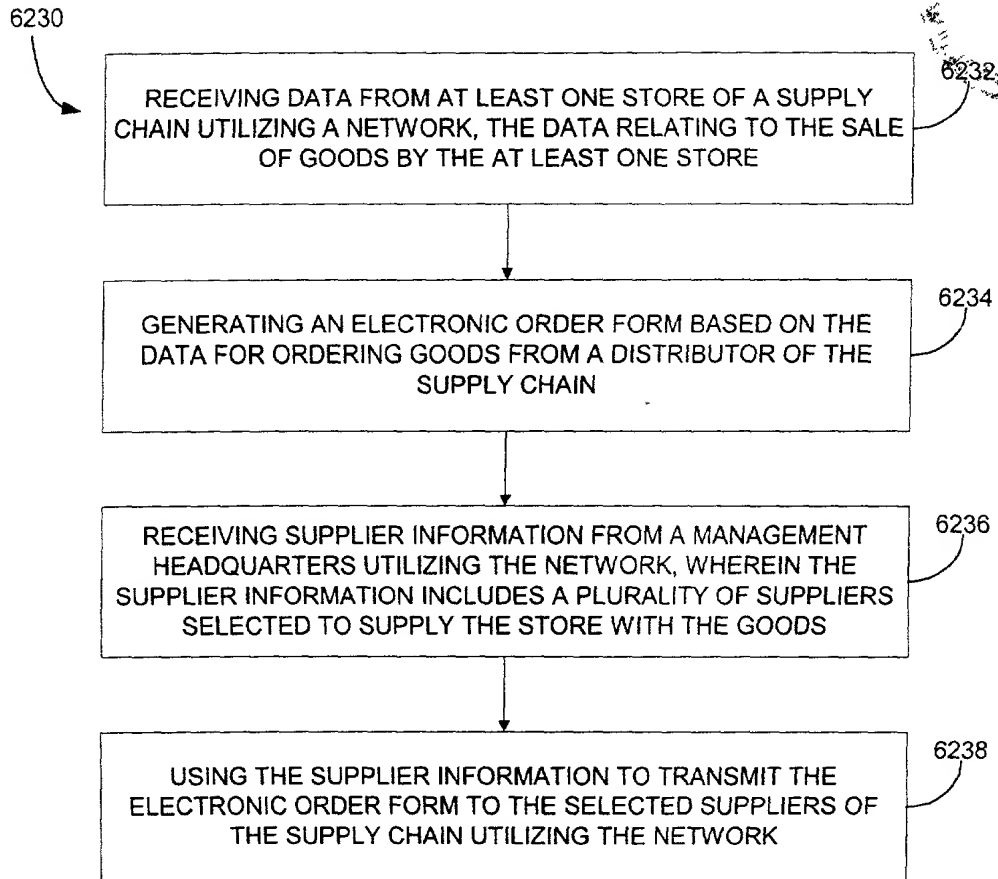 6230
6232
RECEIVING DATA FROM AT LEAST ONE STORE OF A SUPPLY
CHAIN UTILIZING A NETWORK, THE DATA RELATING TO THE SALE
OF GOODS BY THE AT LEAST ONE STORE
6234
GENERATING AN ELECTRONIC ORDER FORM BASED ON THE
DATA FOR ORDERING GOODS FROM A DISTRIBUTOR OF THE
SUPPLY CHAIN
6236
RECEIVING SUPPLIER INFORMATION FROM A MANAGEMENT
HEADQUARTERS UTILIZING THE NETWORK, WHEREIN THE
SUPPLIER INFORMATION INCLUDES A PLURALITY OF SUPPLIERS
SELECTED TO SUPPLY THE STORE WITH THE GOODS
6238
USING THE SUPPLIER INFORMATION TO TRANSMIT THE
ELECTRONIC ORDER FORM TO THE SELECTED SUPPLIERS OF
THE SUPPLY CHAIN UTILIZING THE NETWORK